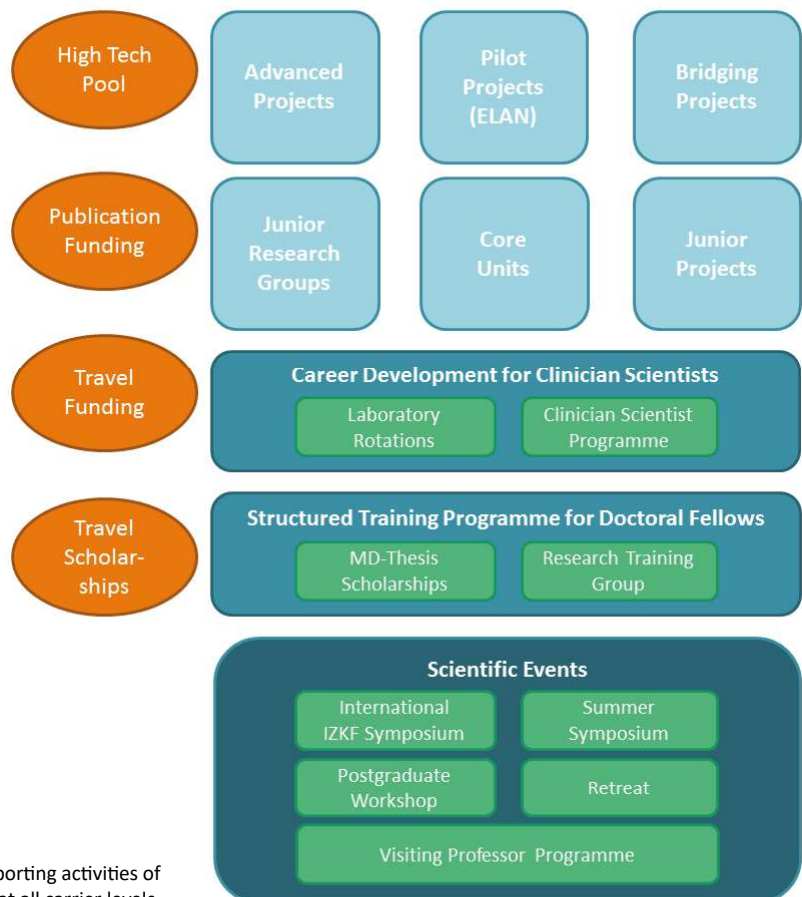 High Tech
Pool
Advanced
Projects
Pilot
Projects
(ELAN)
Bridging
Projects
Publication
Funding
Junior
Research
Groups
Core
Units
Junior
Projects
Travel
Funding
Career Development for Clinician Scientists
Laboratory
Rotations
Clinician Scientist
Programme
Travel
Scholar-
ships
Structured Training Programme for Doctoral Fellows
MD-Thesis
Scholarships
Research Training
Group
Scientific Events
International
IZKF Symposium
Summer
Symposium
Postgraduate
Workshop
Retreat
Visiting Professor Programme
porting activities of